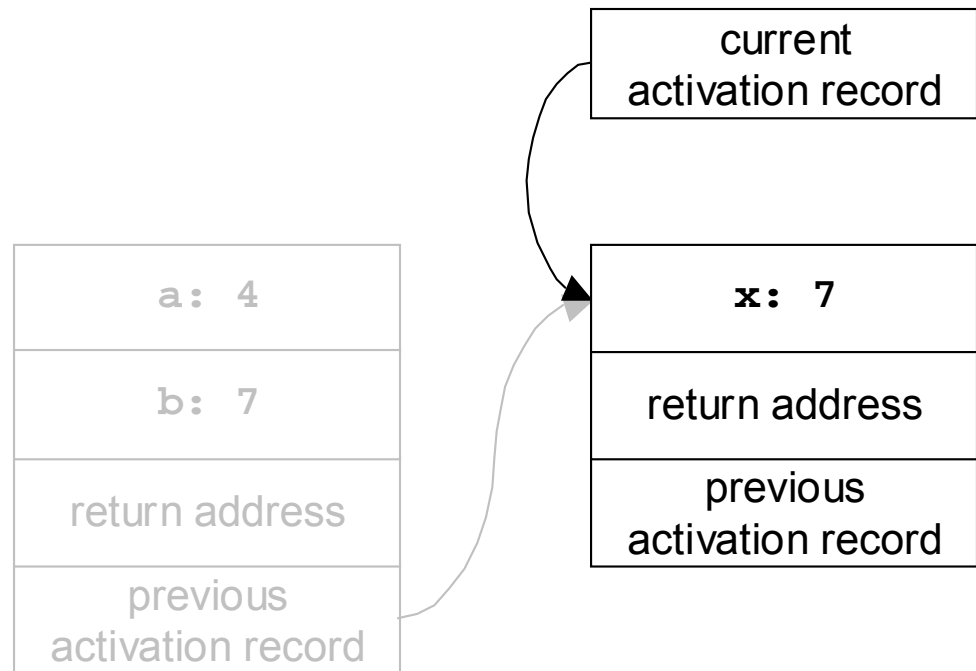 current
activation record
a: 4
b: 7
return address
previous
activation record
x: 7
return address
previous
activation record